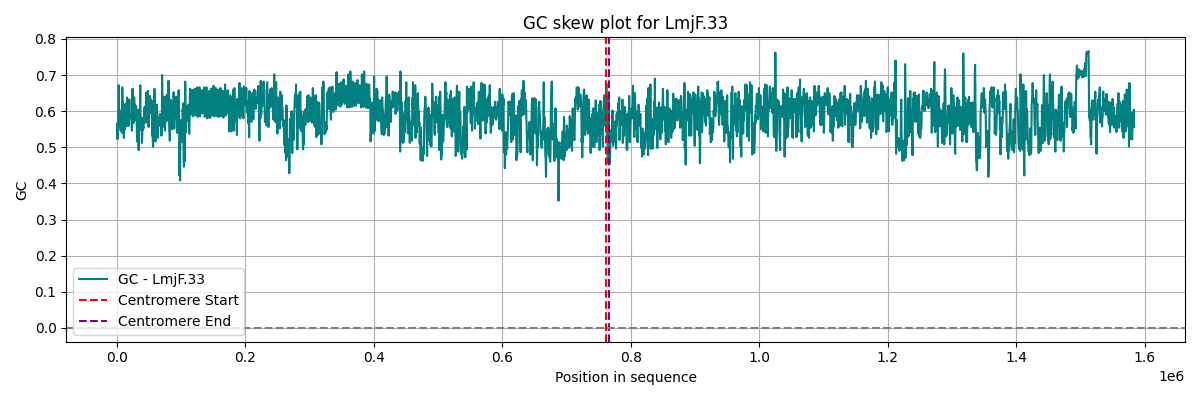 GC skew plot for LmjF.33
GC
0.8
0.7
0.6
0.5
0.4
0.3
0.2
0.1
0.0
GC - LmjF.33
Centromere Start
Centromere End
0.0 0.2 0.4 0.6 0.8 1.0 1.2 1.4 1.6
1e6
Position in sequence